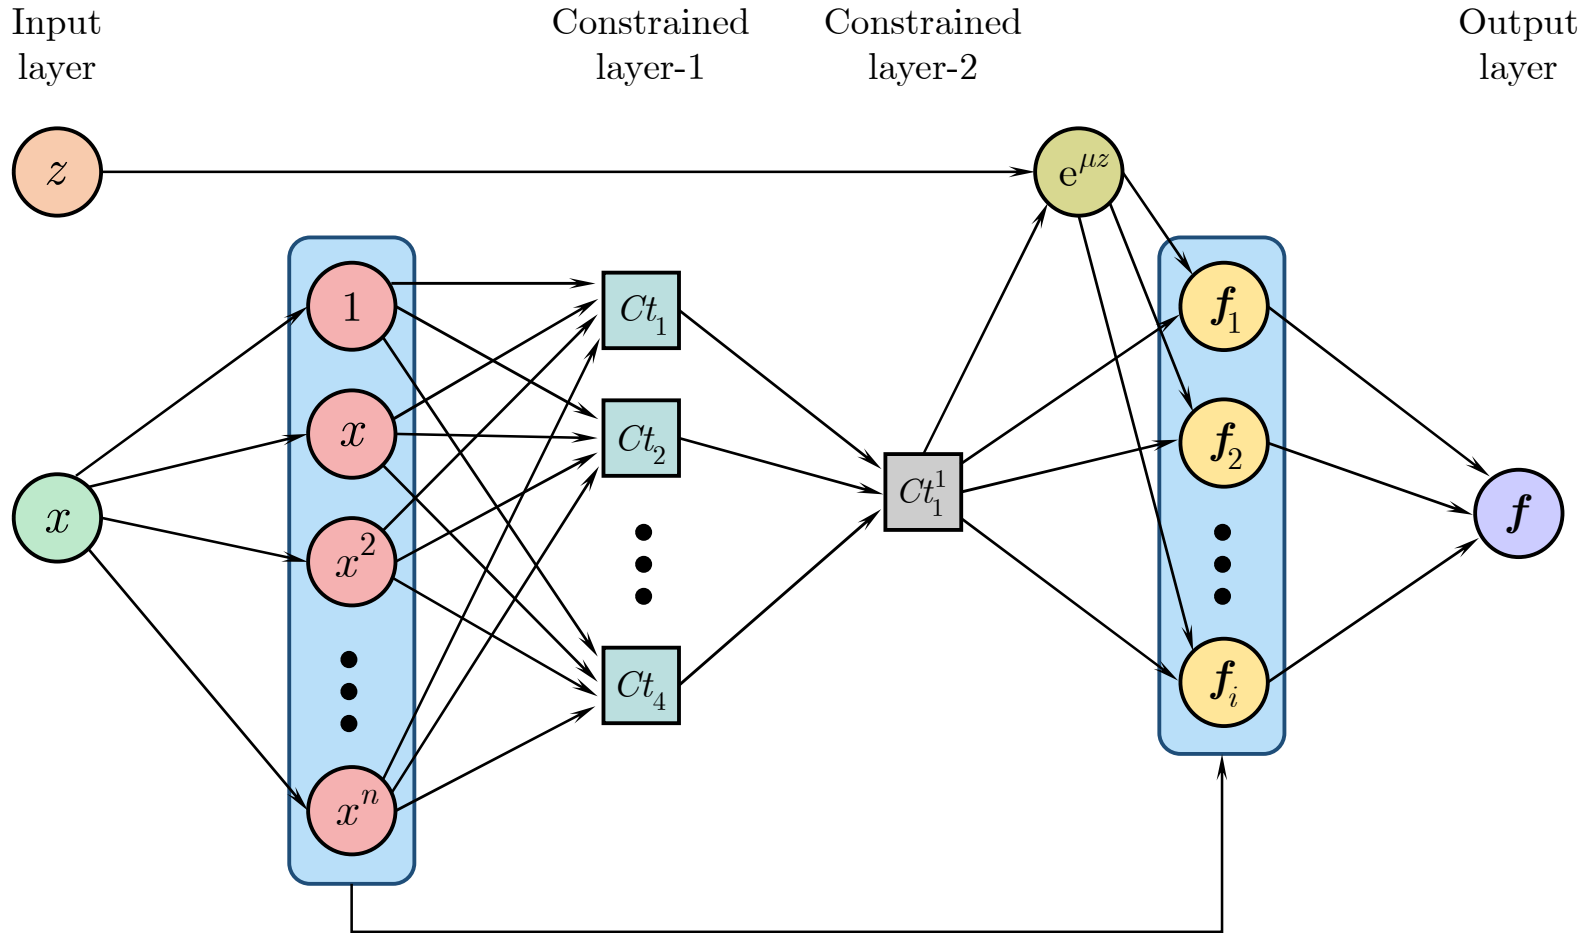 Input
layer
Constrained
layer-1
Constrained
layer-2
Output
layer
z
e^{μz}
1
Ct_1
f_1
x
Ct_2
f_2
x
Ct_1^1
f
x^2
Ct_4
f_i
x^n